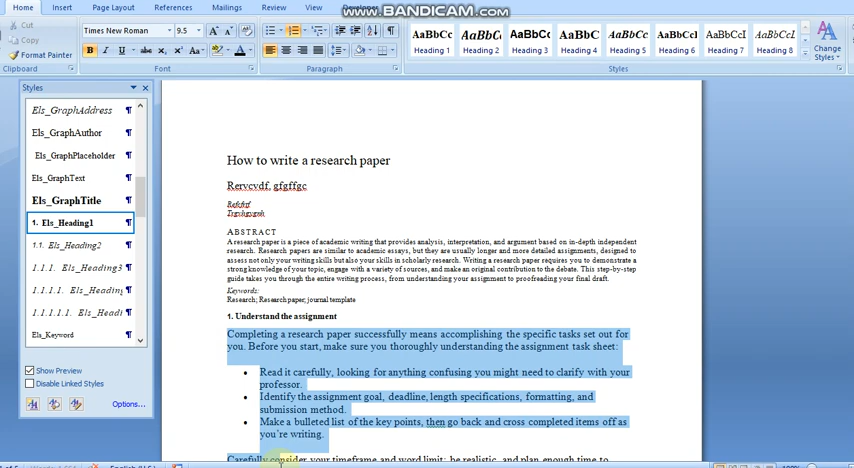 www.BANDICAM.com
Home Insert Page Layout References Mailings Review View
Cut
Copy
Format Painter
Clipboard
Times New Roman 9.5
Font
Paragraph
AaBbCc AaBbCc AaBbCc AaBbC AaBbCc AaBbCc AaBbCcI AaBbCcL
Heading 1 Heading 2 Heading 3 Heading 4 Heading 5 Heading 6 Heading 7 Heading 8
Change
Styles
Styles
Styles
Els_GraphAddress
Els_GraphAuthor
Els_GraphPlaceholder
Els_GraphText
Els_GraphTitle
1. Els_Heading1
1.1. Els_Heading2
1.1.1. Els_Heading3
1.1.1.1. Els_Heading
1.1.1.1.1. Els_Headi
Els_Keyword
Show Preview
Disable Linked Styles
Options...
How to write a research paper
Rervcvdf, gfgffgc
ABSTRACT
A research paper is a piece of academic writing that provides analysis, interpretation, and argument based on in-depth independent
research. Research papers are similar to academic essays, but they are usually longer and more detailed assignments, designed to
assess not only your writing skills but also your skills in scholarly research. Writing a research paper requires you to demonstrate a
strong knowledge of your topic, engage with a variety of sources, and make an original contribution to the debate. This step-by-step
guide takes you through the entire writing process, from understanding your assignment to proofreading your final draft.
Keywords:
Research; Research paper, journal template
1. Understand the assignment
Completing a research paper successfully means accomplishing the specific tasks set out for
you. Before you start, make sure you thoroughly understanding the assignment task sheet:
• Read it carefully, looking for anything confusing you might need to clarify with your
professor.
• Identify the assignment goal, deadline, length specifications, formatting, and
submission method.
• Make a bulleted list of the key points, then go back and cross completed items off as
you're writing.
Carefully consider your timeframe and word limit: be realistic, and plan enough time to